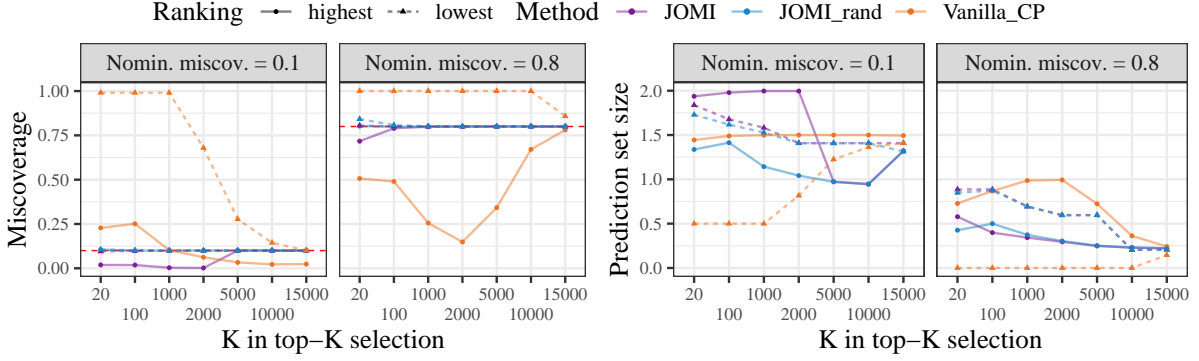 Ranking highest lowest Method JOMI JOMI_rand Vanilla_CP
Nomin. miscov. = 0.1 Nomin. miscov. = 0.8
Miscoverage
1.00
0.75
0.50
0.25
0.00
20 1000 5000 15000 20 1000 5000 15000
100 2000 10000 100 2000 10000
K in top−K selection
Nomin. miscov. = 0.1 Nomin. miscov. = 0.8
Prediction set size
2.0
1.5
1.0
0.5
0.0
20 1000 5000 15000 20 1000 5000 15000
100 2000 10000 100 2000 10000
K in top−K selection